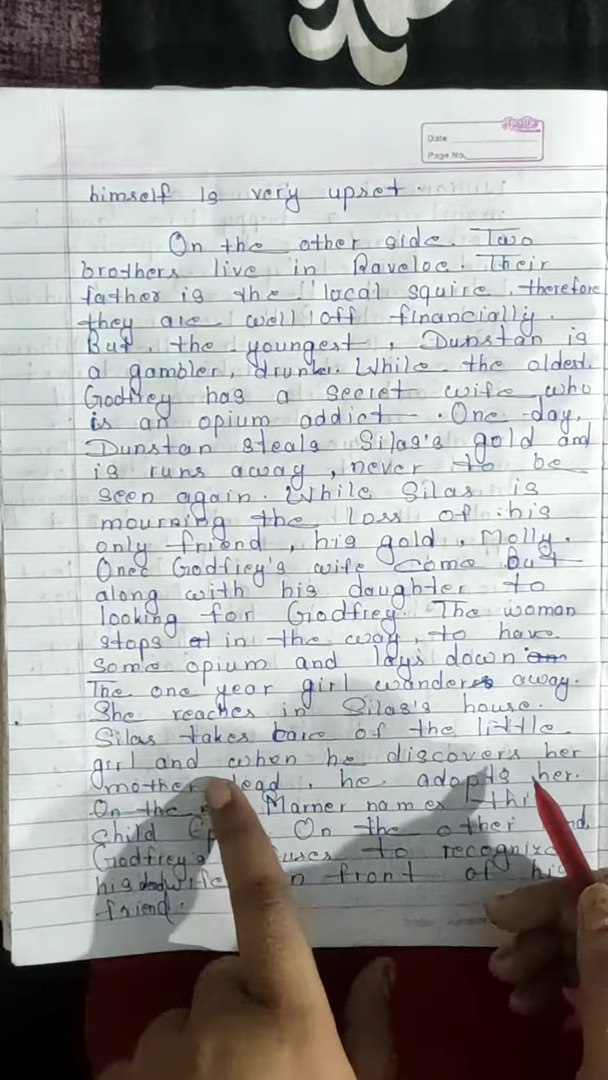 Date
Page No.
himself is very upset.
On the other side. Two
brothers live in Raveloe. Their
father is the local squire, therefore
they are well off financially.
But, the youngest, Dunstan is
a gambler, drunker. While the oldest,
Godfrey has a secret wife who
is an opium addict. One day,
Dunstan steals Silas's gold and
is runs away, never to be
seen again. While Silas is
mourning the loss of his
only friend, his gold, Molly.
Once Godfrey's wife come but
along with his daughter to
looking for Godfrey. The woman
stops in the way, to have
some opium and lays down
The one year girl wanders away.
She reaches in Silas's house.
Silas takes care of the little
girl and when he discovers her
mother dead, he adopts her.
On the Marner names
child On the other
Godfrey's to recognize
his dead wife front of
friend.